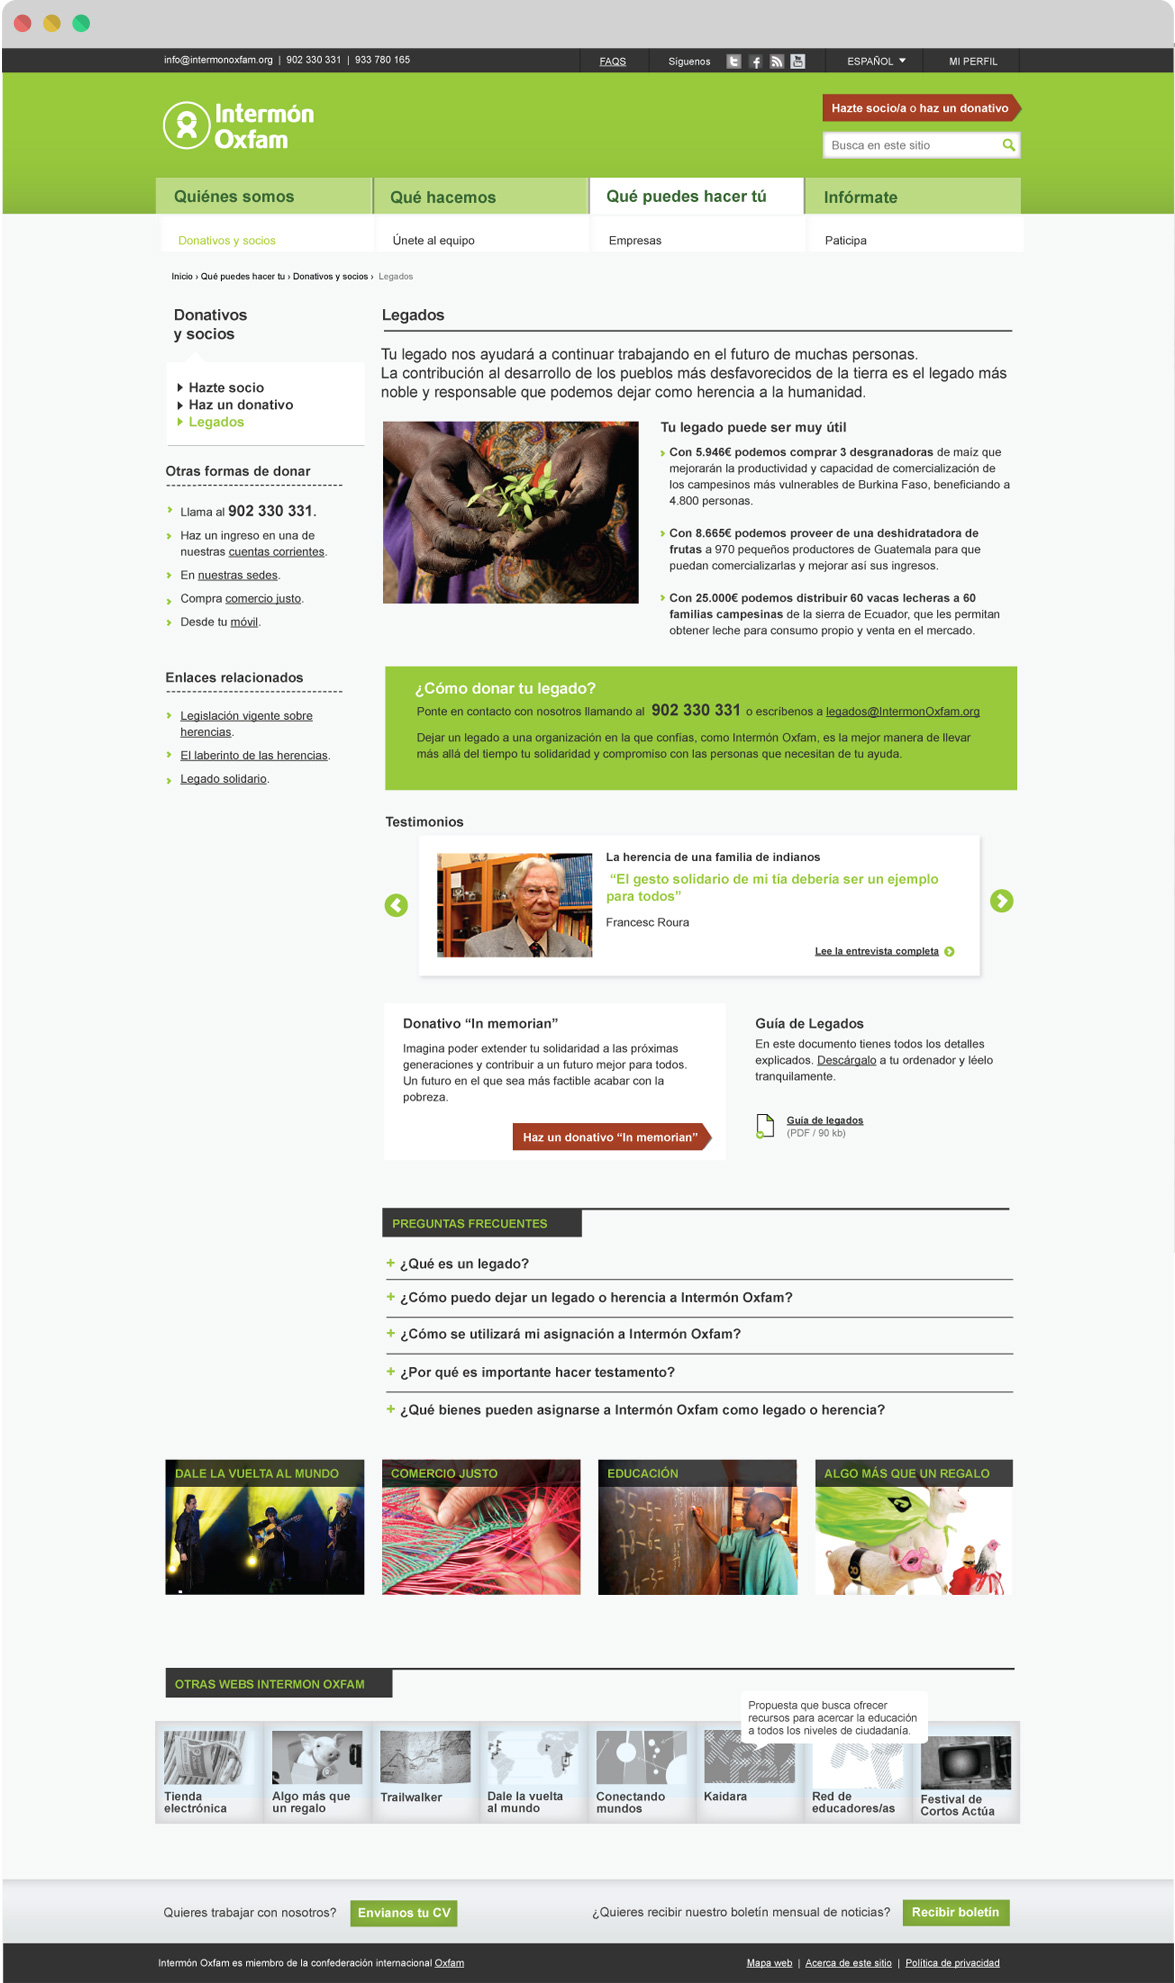 info@intermonoxfam.org | 902 330 331 | 933 780 165
FAQS
Síguenos
ESPAÑOL
MI PERFIL
Intermón
Oxfam
Hazte socio/a o haz un donativo
Busca en este sitio
Quiénes somos
Qué hacemos
Qué puedes hacer tú
Infórmate
Donativos y socios
Únete al equipo
Empresas
Paticipa
Inicio › Qué puedes hacer tu › Donativos y socios › Legados
Donativos
y socios
Hazte socio
Haz un donativo
Legados
Otras formas de donar
Llama al 902 330 331.
Haz un ingreso en una de
nuestras cuentas corrientes.
En nuestras sedes.
Compra comercio justo.
Desde tu móvil.
Enlaces relacionados
Legislación vigente sobre
herencias.
El laberinto de las herencias.
Legado solidario.
Legados
Tu legado nos ayudará a continuar trabajando en el futuro de muchas personas.
La contribución al desarrollo de los pueblos más desfavorecidos de la tierra es el legado más
noble y responsable que podemos dejar como herencia a la humanidad.
Tu legado puede ser muy útil
Con 5.946€ podemos comprar 3 desgranadoras de maíz que
mejorarán la productividad y capacidad de comercialización de
los campesinos más vulnerables de Burkina Faso, beneficiando a
4.800 personas.
Con 8.665€ podemos proveer de una deshidratadora de
frutas a 970 pequeños productores de Guatemala para que
puedan comercializarlas y mejorar así sus ingresos.
Con 25.000€ podemos distribuir 60 vacas lecheras a 60
familias campesinas de la sierra de Ecuador, que les permitan
obtener leche para consumo propio y venta en el mercado.
¿Cómo donar tu legado?
Ponte en contacto con nosotros llamando al 902 330 331 o escríbenos a legados@IntermonOxfam.org
Dejar un legado a una organización en la que confías, como Intermón Oxfam, es la mejor manera de llevar
más allá del tiempo tu solidaridad y compromiso con las personas que necesitan de tu ayuda.
Testimonios
La herencia de una familia de indianos
“El gesto solidario de mi tía debería ser un ejemplo
para todos”
Francesc Roura
Lee la entrevista completa
Donativo “In memorian”
Imagina poder extender tu solidaridad a las próximas
generaciones y contribuir a un futuro mejor para todos.
Un futuro en el que sea más factible acabar con la
pobreza.
Haz un donativo “In memorian”
Guía de Legados
En este documento tienes todos los detalles
explicados. Descárgalo a tu ordenador y léelo
tranquilamente.
Guía de legados
(PDF / 90 kb)
PREGUNTAS FRECUENTES
+ ¿Qué es un legado?
+ ¿Cómo puedo dejar un legado o herencia a Intermón Oxfam?
+ ¿Cómo se utilizará mi asignación a Intermón Oxfam?
+ ¿Por qué es importante hacer testamento?
+ ¿Qué bienes pueden asignarse a Intermón Oxfam como legado o herencia?
DALE LA VUELTA AL MUNDO
COMERCIO JUSTO
EDUCACIÓN
ALGO MÁS QUE UN REGALO
OTRAS WEBS INTERMON OXFAM
Propuesta que busca ofrecer
recursos para acercar la educación
a todos los niveles de ciudadanía.
Tienda
electrónica
Algo más que
un regalo
Trailwalker
Dale la vuelta
al mundo
Conectando
mundos
Kaidara
Red de
educadores/as
Festival de
Cortos Actúa
Quieres trabajar con nosotros?
Envianos tu CV
¿Quieres recibir nuestro boletín mensual de noticias?
Recibir boletín
Intermón Oxfam es miembro de la confederación internacional Oxfam
Mapa web | Acerca de este sitio | Política de privacidad